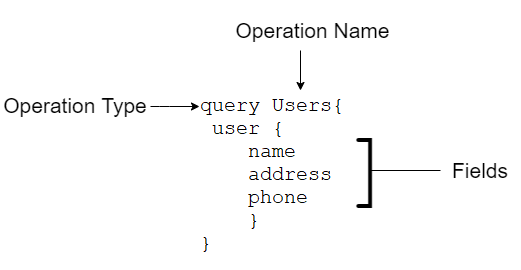 Operation Name
Operation Type
query Users{
user {
name
address
phone
}
}
Fields